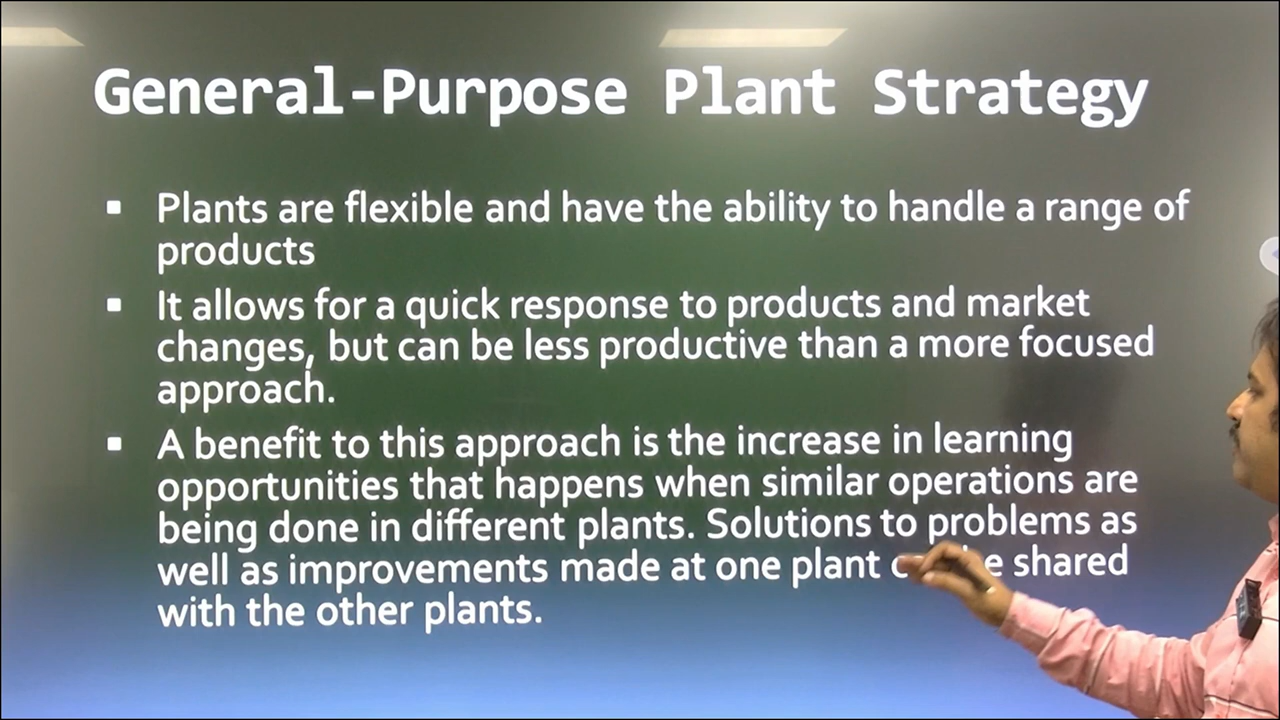 General-Purpose Plant Strategy
▪ Plants are flexible and have the ability to handle a range of
products
▪ It allows for a quick response to products and market
changes, but can be less productive than a more focused
approach.
▪ A benefit to this approach is the increase in learning
opportunities that happens when similar operations are
being done in different plants. Solutions to problems as
well as improvements made at one plant shared
with the other plants.